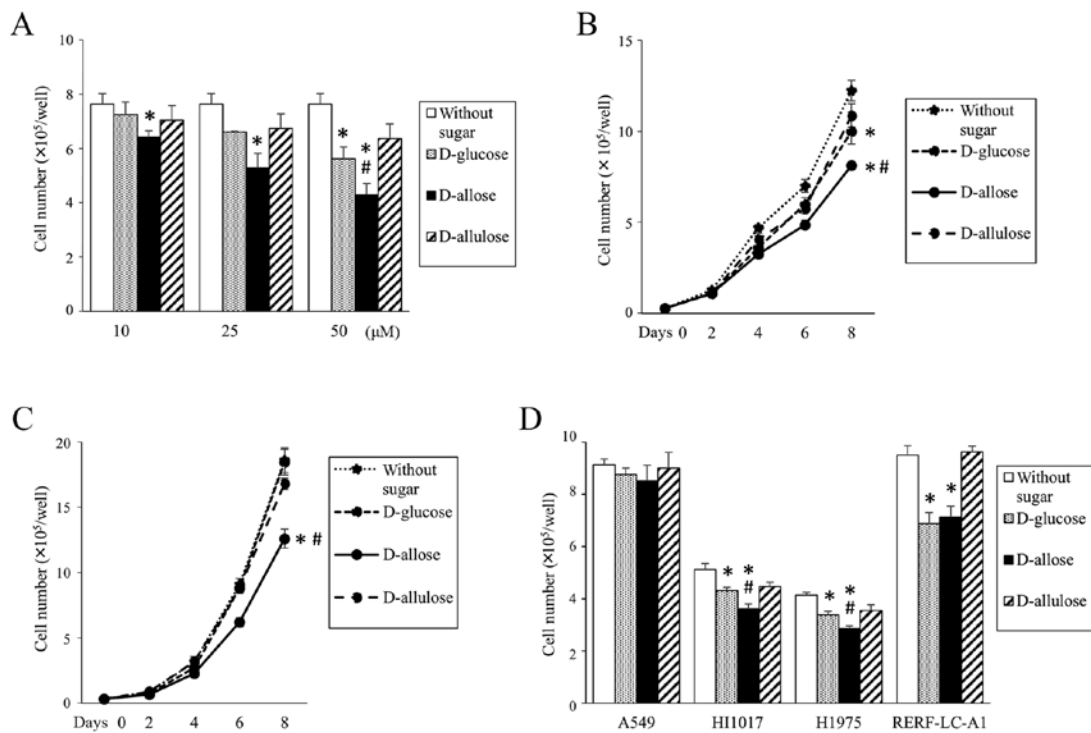 A
Cell number (×10⁵/well)
10
8
6
4
2
0
*
*
*
*
#
10 25 50 (μM)
Without
sugar
D-glucose
D-allose
D-allulose
B
Cell number (× 10⁵/well)
15
10
5
0
*
* #
Days 0 2 4 6 8
Without
sugar
D-glucose
D-allose
D-allulose
C
Cell number (×10⁵/well)
20
15
10
5
0
* #
Days 0 2 4 6 8
Without
sugar
D-glucose
D-allose
D-allulose
D
Cell number (×10⁵/well)
10
8
6
4
2
0
* *
* *
#
* *
#
A549 HI1017 H1975 RERF-LC-A1
Without
sugar
D-glucose
D-allose
D-allulose